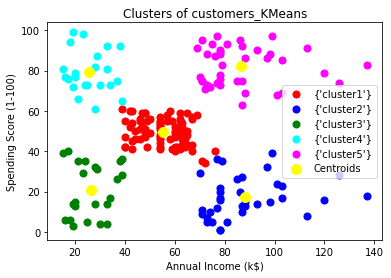 Clusters of customers_KMeans
Spending Score (1-100)
100
80
60
40
20
0
{'cluster1'}
{'cluster2'}
{'cluster3'}
{'cluster4'}
{'cluster5'}
Centroids
20 40 60 80 100 120 140
Annual Income (k$)